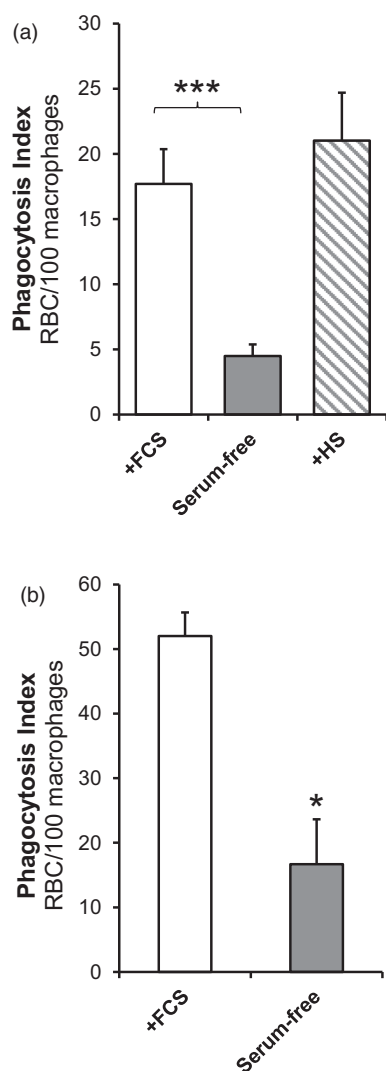 (a)
Phagocytosis Index
RBC/100 macrophages
30
25
20
15
10
5
0
***
+FCS
Serum-free
+HS
(b)
Phagocytosis Index
RBC/100 macrophages
60
50
40
30
20
10
0
*
+FCS
Serum-free